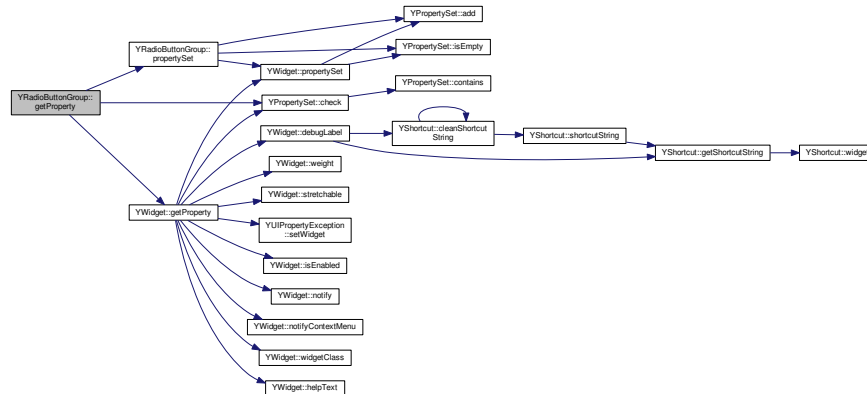 YPropertySet::add
YRadioButtonGroup::
propertySet
YPropertySet::isEmpty
YWidget::propertySet
YPropertySet::contains
YRadioButtonGroup::
getProperty
YPropertySet::check
YShortcut::cleanShortcut
String
YWidget::debugLabel
YShortcut::shortcutString
YShortcut::getShortcutString
YShortcut::widget
YWidget::weight
YWidget::stretchable
YWidget::getProperty
YUIPropertyException
::setWidget
YWidget::isEnabled
YWidget::notify
YWidget::notifyContextMenu
YWidget::widgetClass
YWidget::helpText